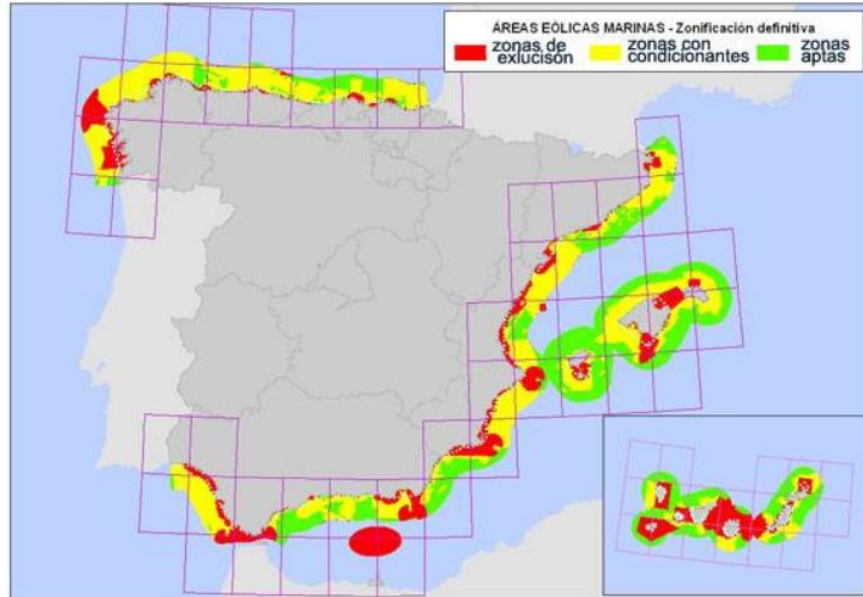 ÁREAS EÓLICAS MARINAS - Zonificación definitiva
zonas de
exlucisón
zonas con
condicionantes
zonas
aptas